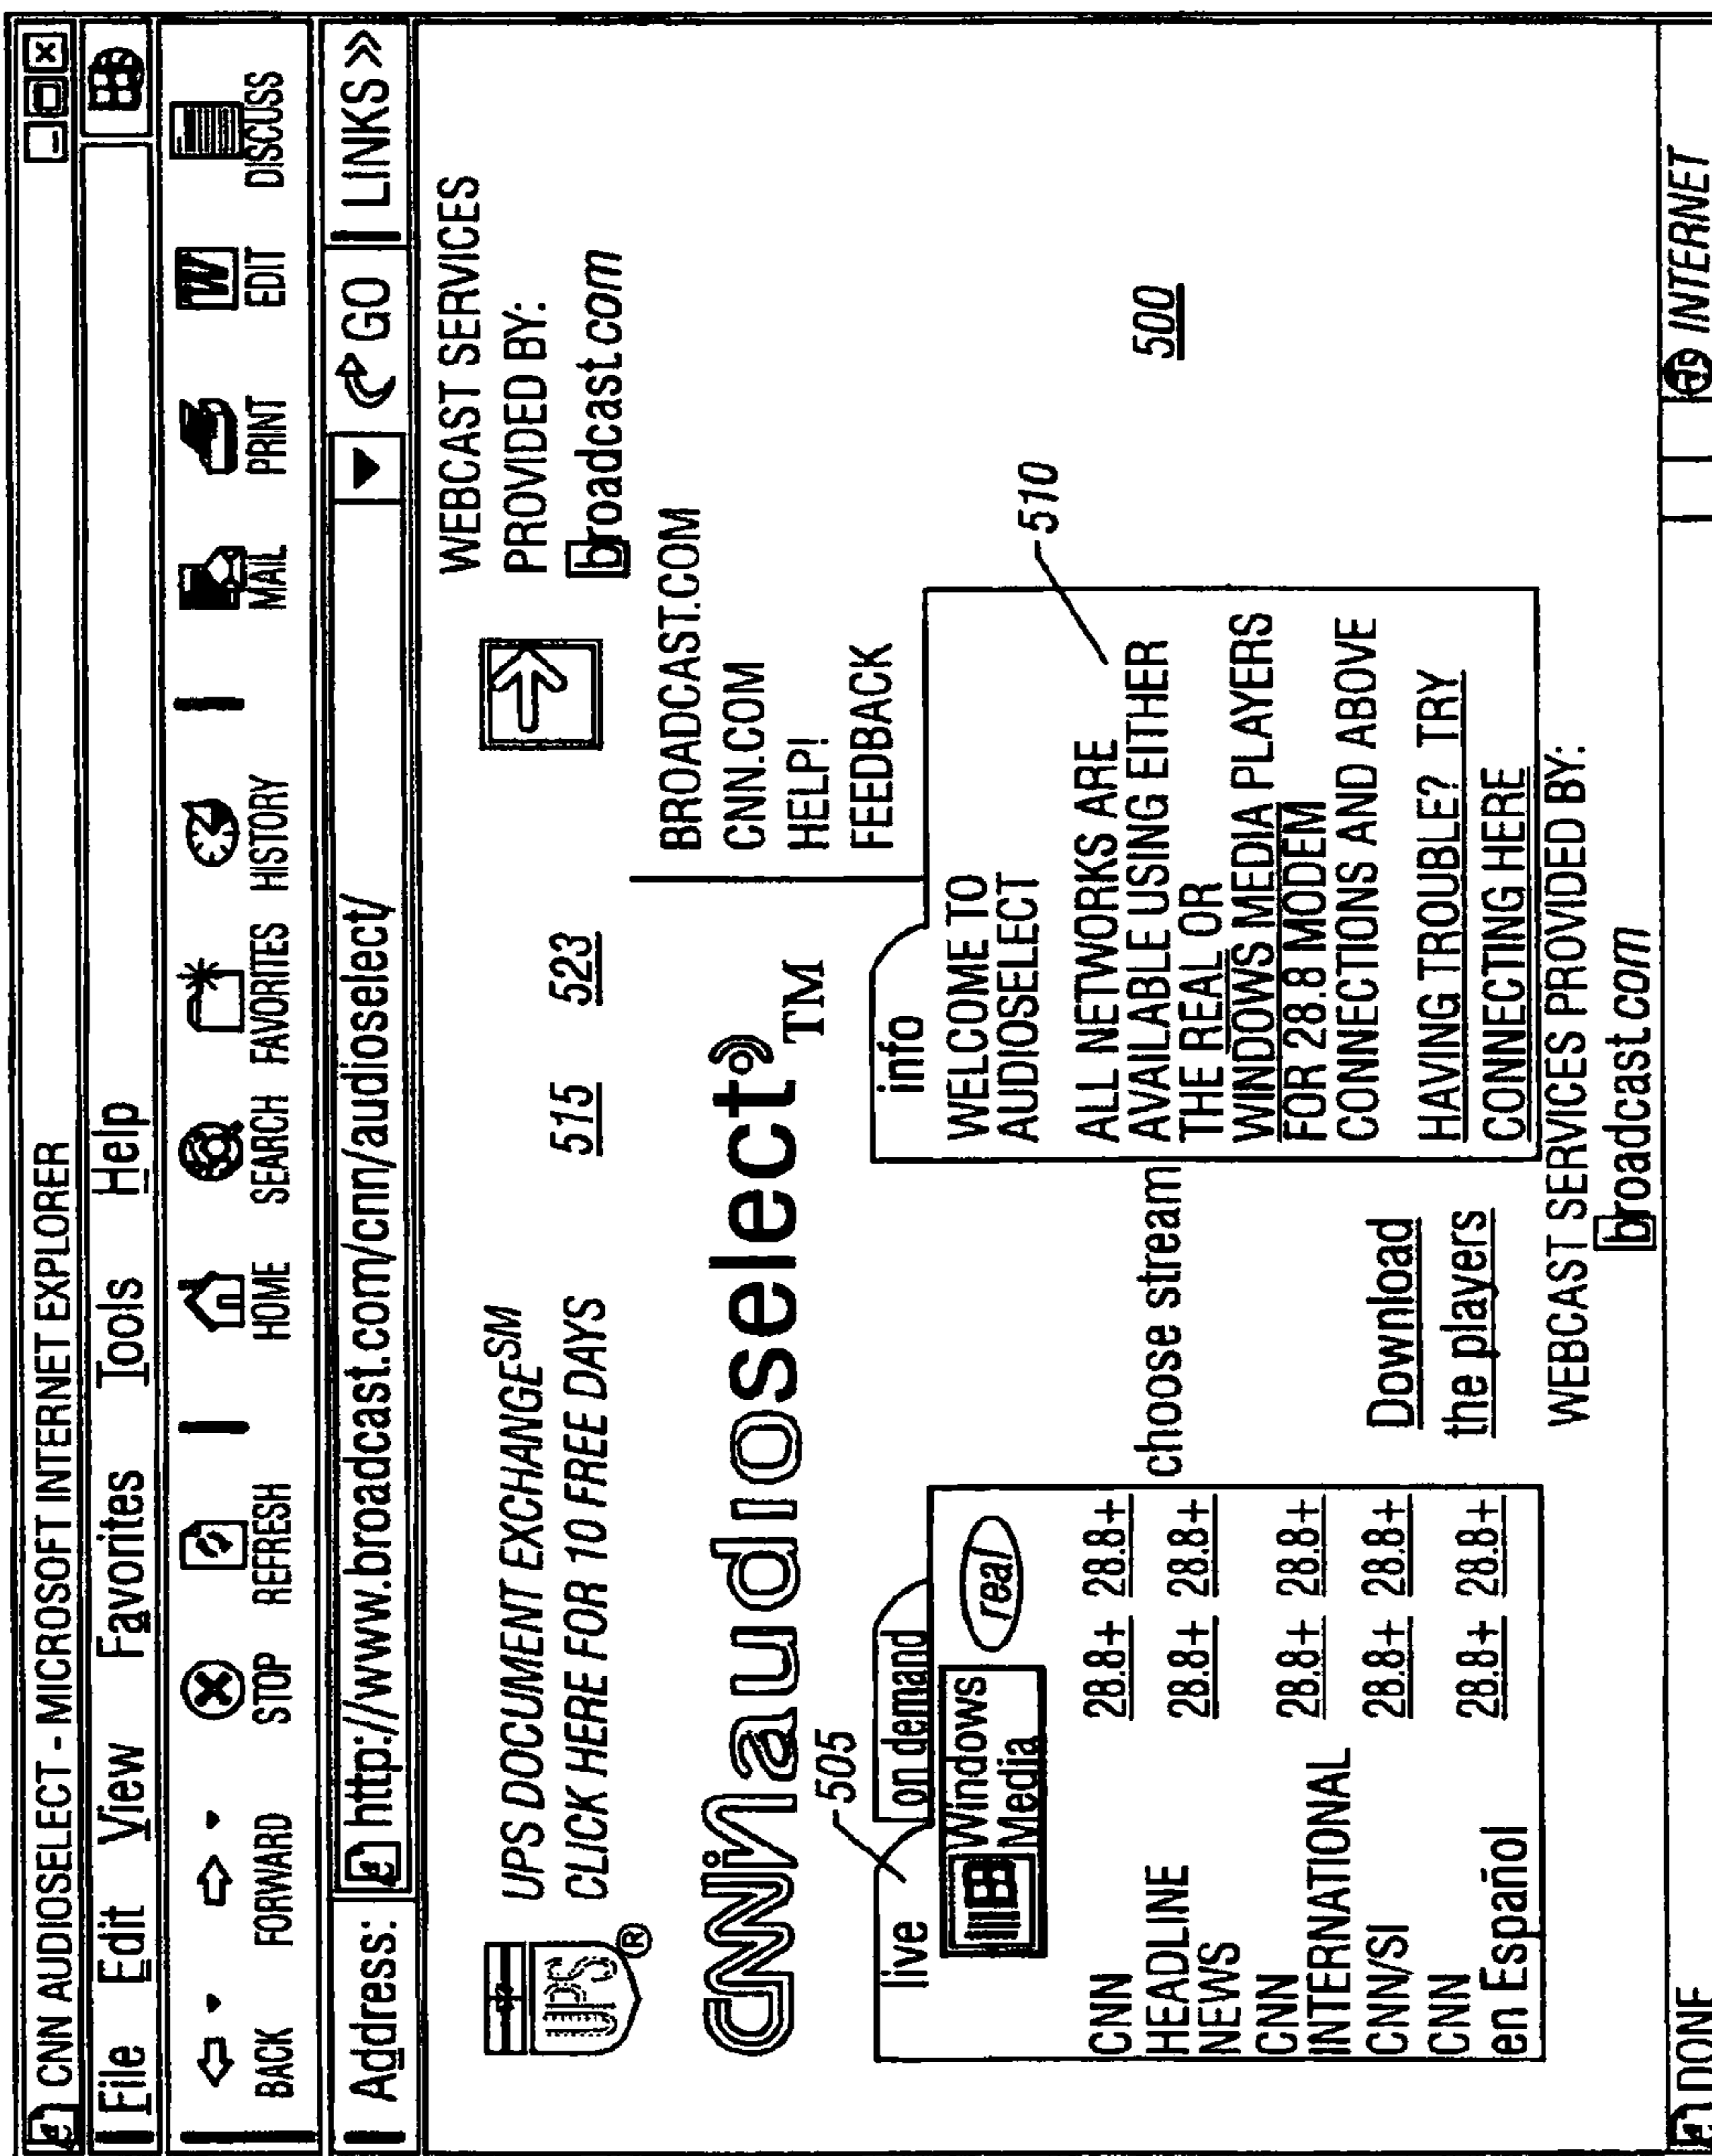 CNN AUDIOSELECT - MICROSOFT INTERNET EXPLORER
File Edit View Favorites Tools Help
BACK FORWARD STOP REFRESH HOME SEARCH FAVORITES HISTORY MAIL PRINT EDIT DISCUSS
Address: http://www.broadcast.com/cnn/audioselect/ GO LINKS »
UPS ®
UPS DOCUMENT EXCHANGE SM
CLICK HERE FOR 10 FREE DAYS
515 523
WEBCAST SERVICES
PROVIDED BY:
broadcast.com
CNNiN audioselect TM
BROADCAST.COM
CNN.COM
HELP!
FEEDBACK
505
live on demand
Windows
Media
real
CNN 28.8+ 28.8+
HEADLINE 28.8+ 28.8+
NEWS
CNN 28.8+ 28.8+
INTERNATIONAL
CNN/SI 28.8+ 28.8+
CNN
en Español 28.8+ 28.8+
choose stream
Download
the players
info
WELCOME TO
AUDIOSELECT
ALL NETWORKS ARE
AVAILABLE USING EITHER
THE REAL OR
WINDOWS MEDIA PLAYERS
FOR 28.8 MODEM
CONNECTIONS AND ABOVE
HAVING TROUBLE? TRY
CONNECTING HERE
510
500
WEBCAST SERVICES PROVIDED BY:
broadcast.com
DONE INTERNET